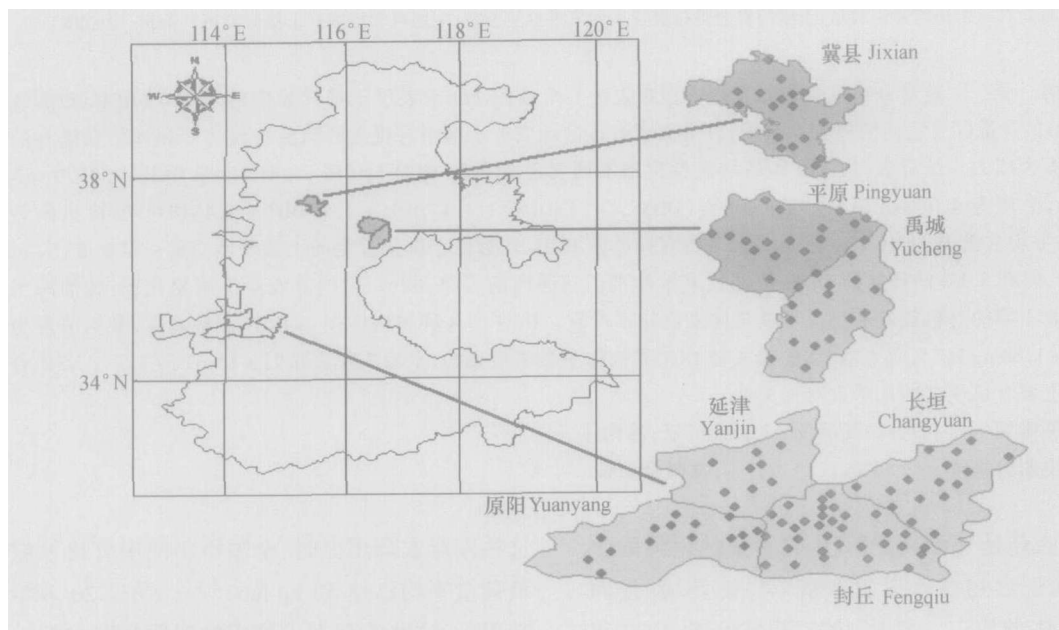 114°E 116°E 118°E 120°E
N
W E
S
38°N
34°N
冀县 Jixian
平原 Pingyuan
禹城
Yucheng
延津
Yanjin
长垣
Changyuan
原阳 Yuanyang
封丘 Fengqiu